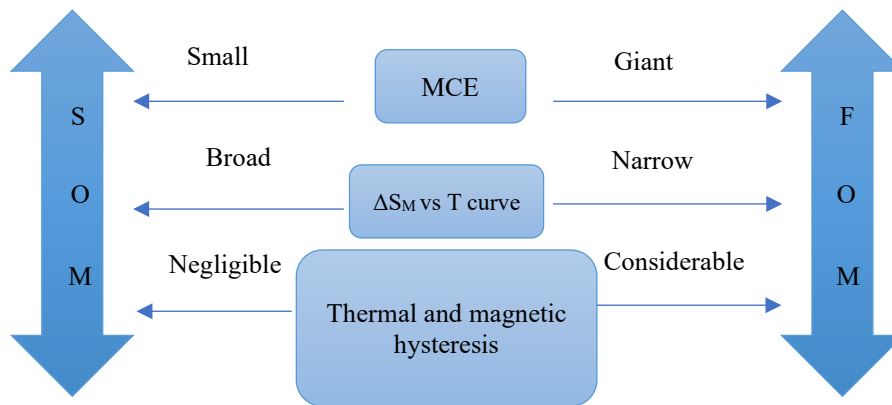 Small
MCE
Giant
S
F
Broad
ΔSM vs T curve
Narrow
O
O
Negligible
Considerable
M
M
Thermal and magnetic
hysteresis